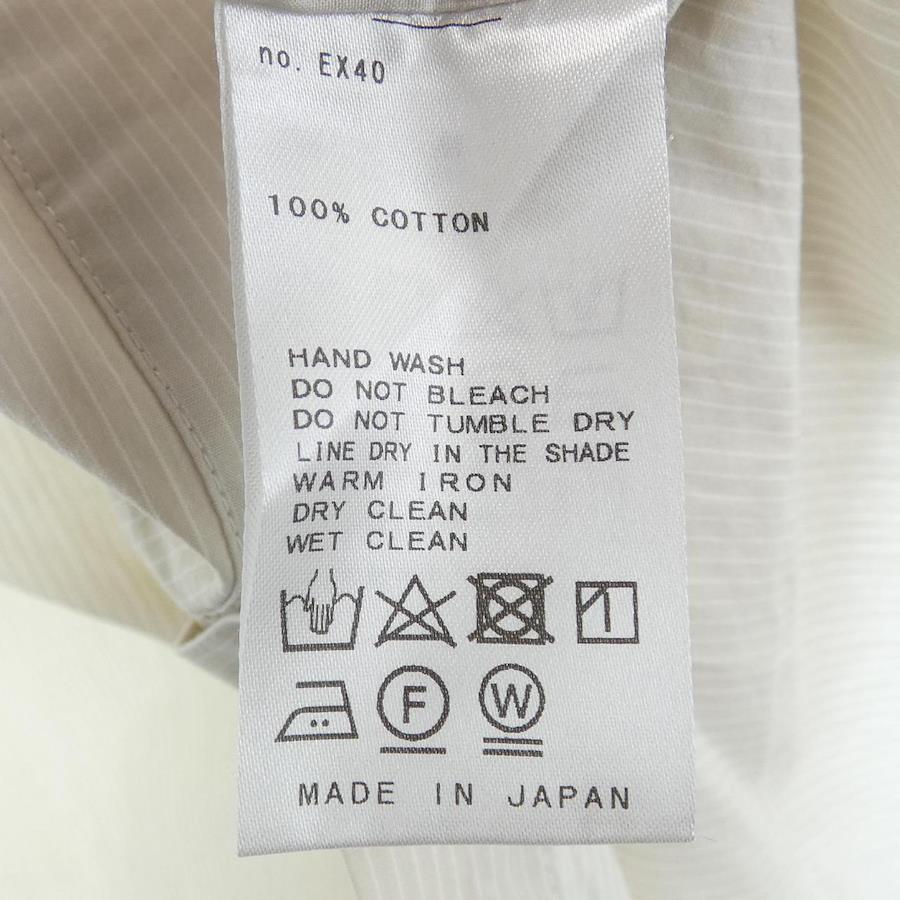 no. EX40
100% COTTON
HAND WASH
DO NOT BLEACH
DO NOT TUMBLE DRY
LINE DRY IN THE SHADE
WARM IRON
DRY CLEAN
WET CLEAN
F W
MADE IN JAPAN